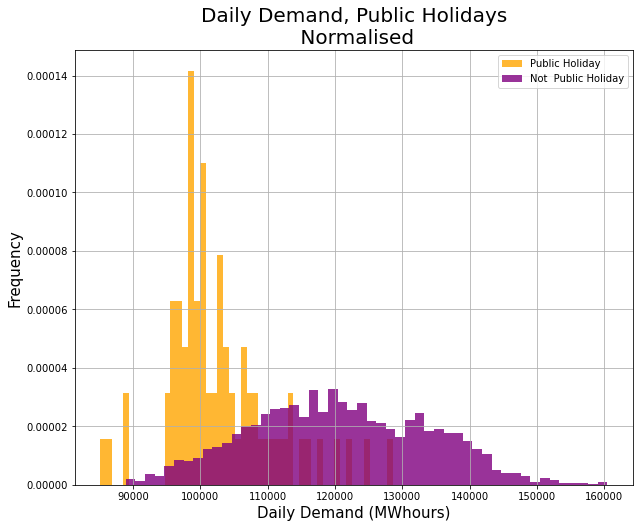 Daily Demand, Public Holidays
Normalised
Public Holiday
Not  Public Holiday
0.00014
0.00012
0.00010
0.00008
0.00006
0.00004
0.00002
0.00000
Frequency
90000 100000 110000 120000 130000 140000 150000 160000
Daily Demand (MWhours)